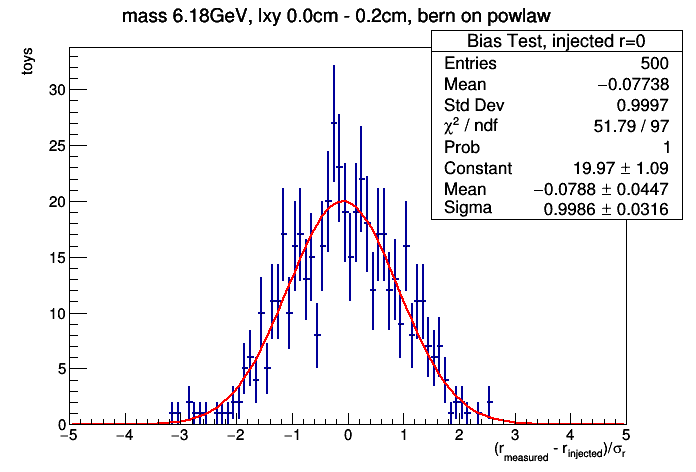 mass 6.18GeV, lxy 0.0cm - 0.2cm, bern on powlaw
toys
Bias Test, injected r=0
Entries 500
Mean −0.07738
Std Dev 0.9997
χ² / ndf 51.79 / 97
Prob 1
Constant 19.97 ± 1.09
Mean −0.0788 ± 0.0447
Sigma 0.9986 ± 0.0316
30
25
20
15
10
5
0
−5 −4 −3 −2 −1 0 1 2 3 4 5
(r_measured - r_injected)/σ_r